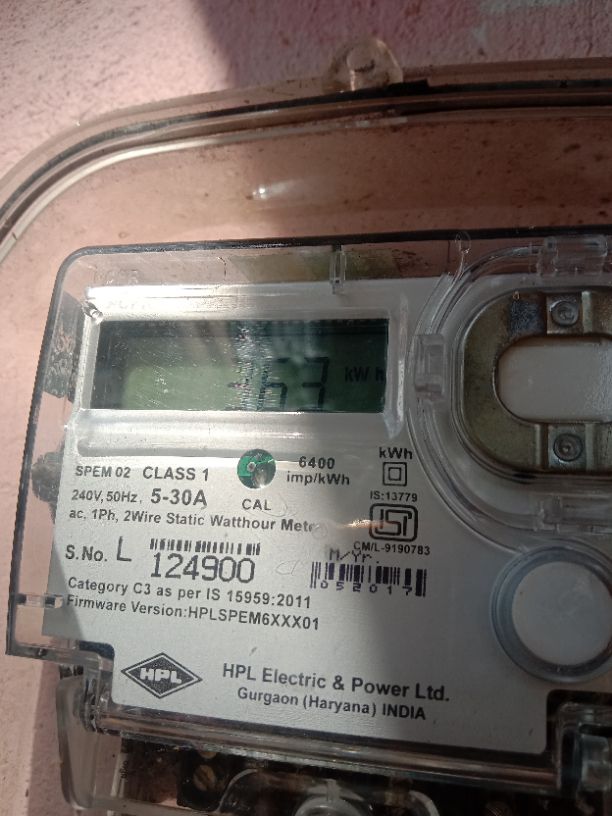 63 kWh
SPEM 02 CLASS 1
6400 imp/kWh
kWh
240V, 50Hz, 5-30A
CAL
IS:13779
ac, 1Ph, 2Wire Static Watthour
ISI
CM/L-9190783
S.No. L 124900
M/Yr.
052017
Category C3 as per IS 15959:2011
Firmware Version:HPLSPEM6XXX01
HPL
HPL Electric & Power Ltd.
Gurgaon (Haryana) INDIA